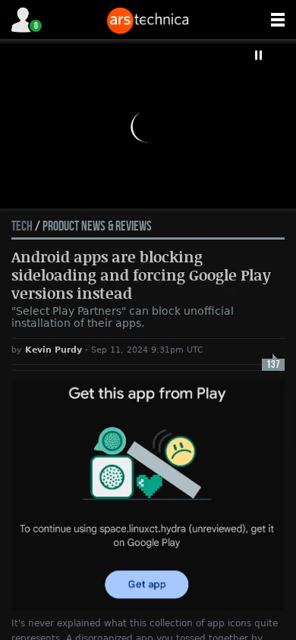 0
ars technica
TECH / PRODUCT NEWS & REVIEWS
Android apps are blocking
sideloading and forcing Google Play
versions instead
"Select Play Partners" can block unofficial
installation of their apps.
by Kevin Purdy - Sep 11, 2024 9:31pm UTC
137
Get this app from Play
To continue using space.linuxct.hydra (unreviewed), get it
on Google Play
Get app
It's never explained what this collection of app icons quite
represents. A disorganized app you tossed together by